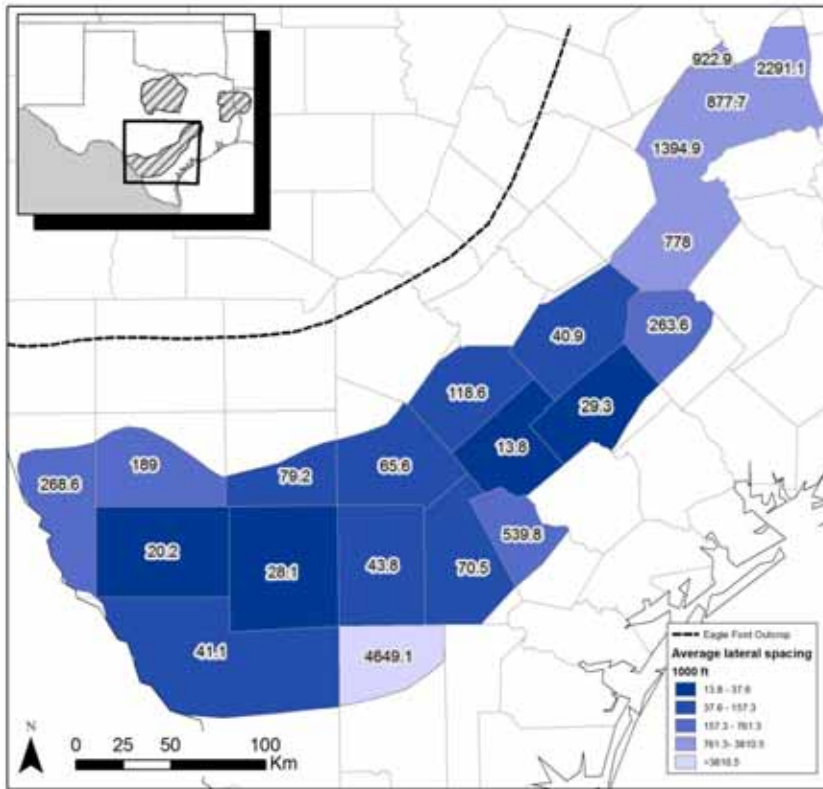 922.9
2291.1
877.7
1394.9
778
263.6
40.9
118.6
29.3
13.8
65.6
79.2
189
268.6
20.2
28.1
43.8
70.5
539.8
41.1
4649.1
Eagle Ford Outcrop
Average lateral spacing
1000 ft
13.8 - 37.6
37.6 - 157.3
157.3 - 761.3
761.3- 3810.5
>3810.5
N
0 25 50 100
Km